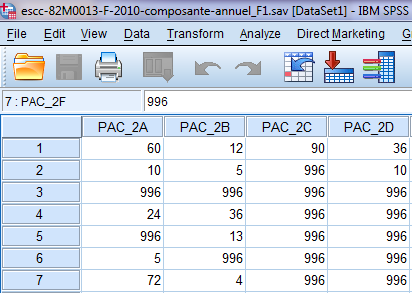 escc-82M0013-F-2010-composante-annuel_F1.sav [DataSet1] - IBM SPSS
File Edit View Data Transform Analyze Direct Marketing G
7 : PAC_2F 996
PAC_2A PAC_2B PAC_2C PAC_2D
1 60 12 90 36
2 10 5 996 10
3 996 996 996 996
4 24 36 996 996
5 996 13 996 996
6 5 996 996 996
7 72 4 996 996